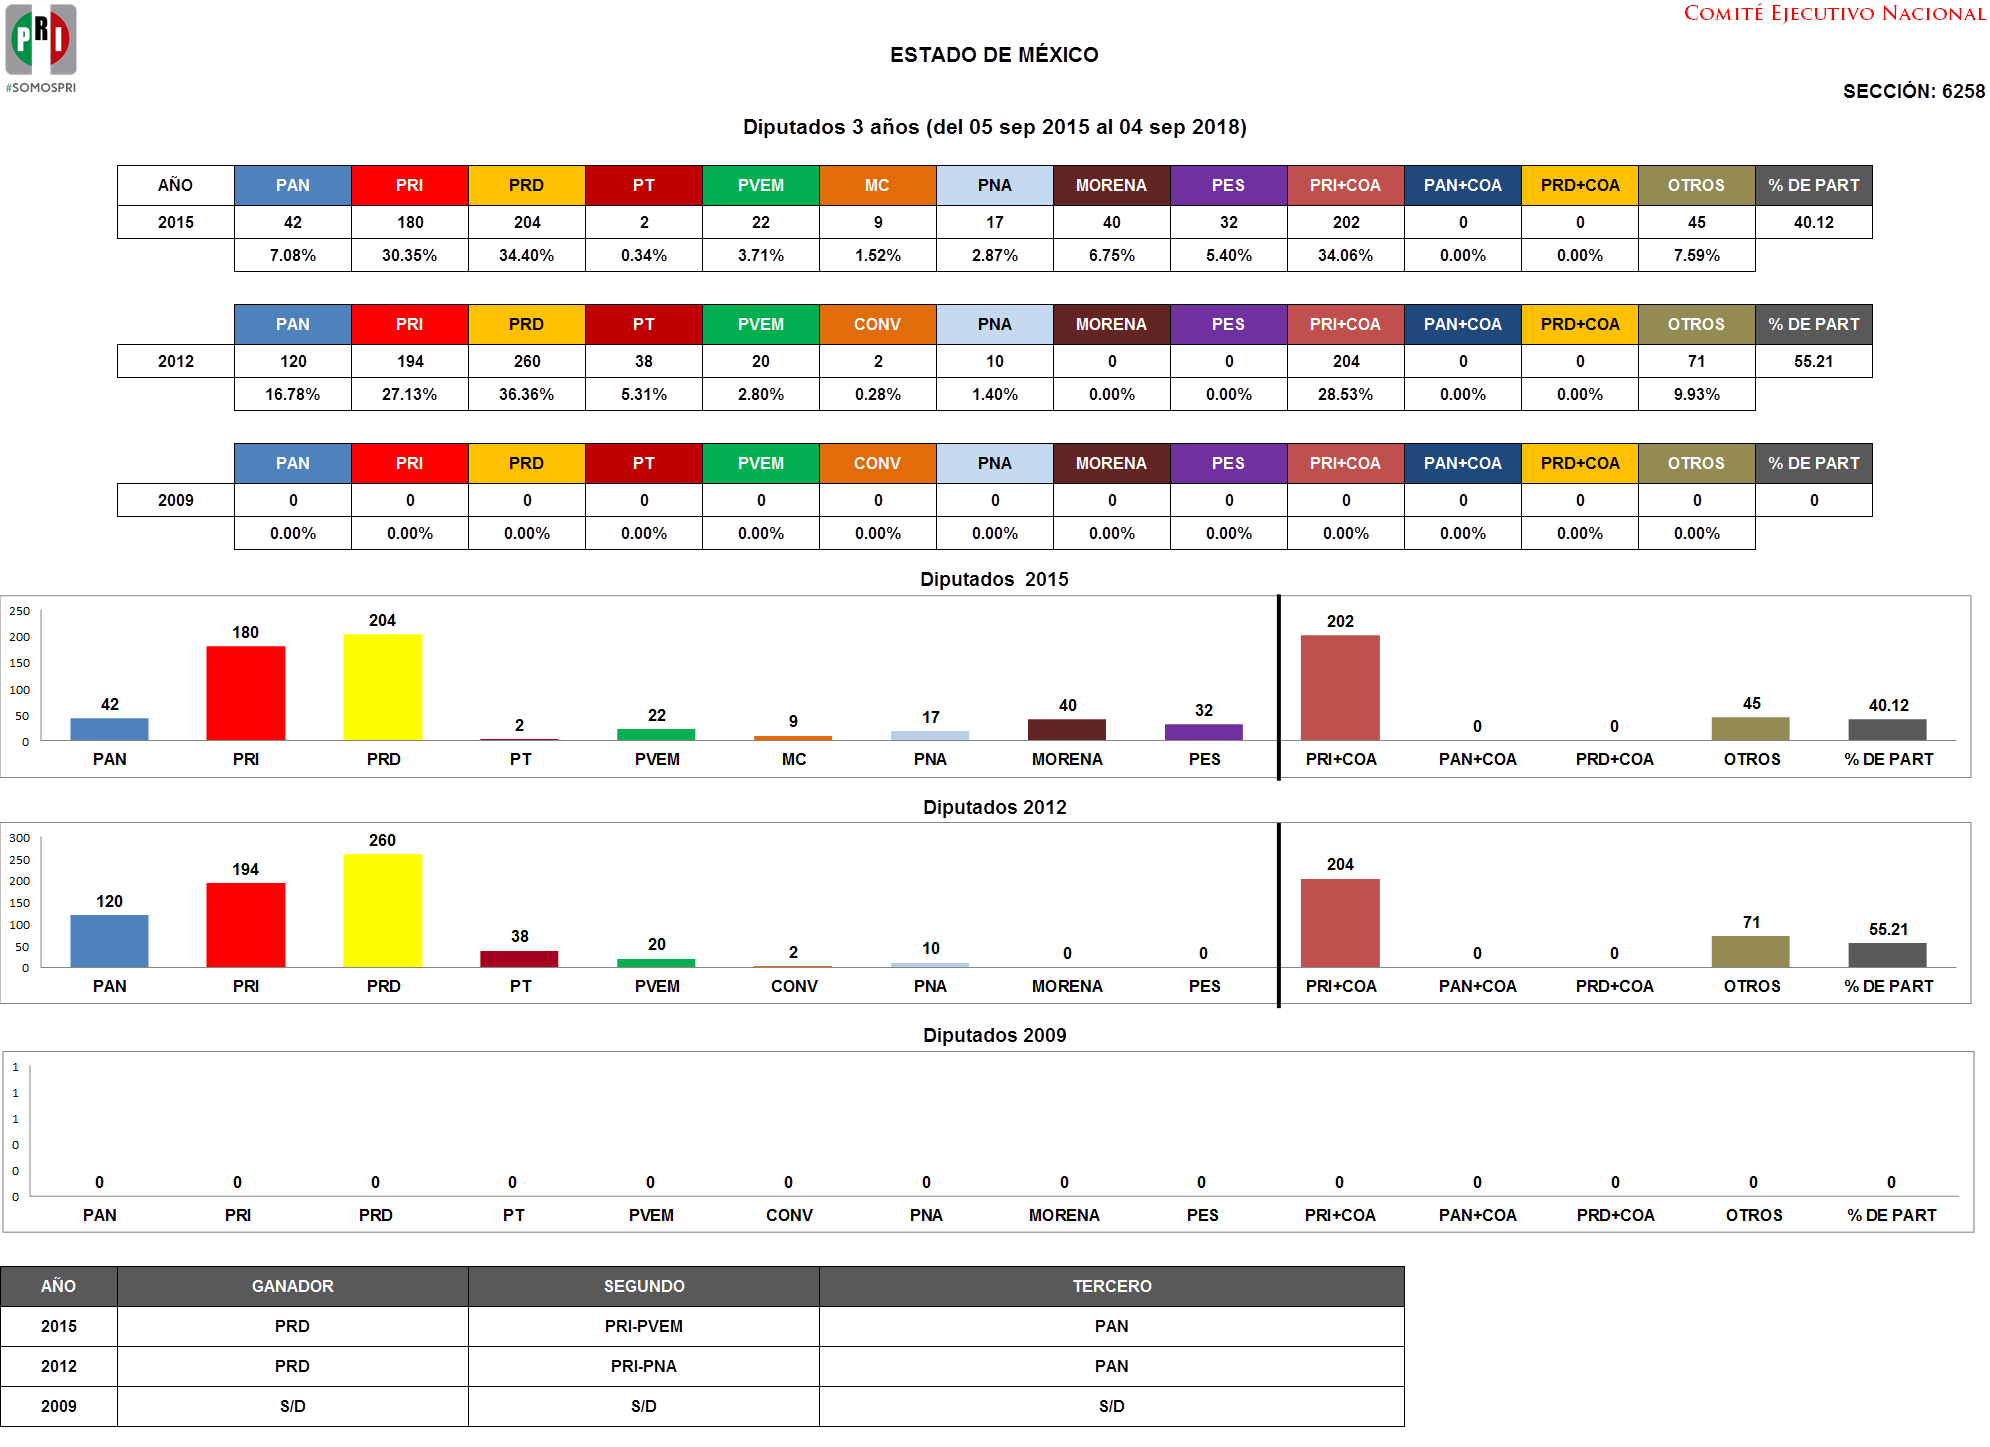 PRI
#SOMOSPRI
COMITÉ EJECUTIVO NACIONAL
ESTADO DE MÉXICO
SECCIÓN: 6258
Diputados 3 años (del 05 sep 2015 al 04 sep 2018)
AÑO PAN PRI PRD PT PVEM MC PNA MORENA PES PRI+COA PAN+COA PRD+COA OTROS % DE PART
2015 42 180 204 2 22 9 17 40 32 202 0 0 45 40.12
7.08% 30.35% 34.40% 0.34% 3.71% 1.52% 2.87% 6.75% 5.40% 34.06% 0.00% 0.00% 7.59%
PAN PRI PRD PT PVEM CONV PNA MORENA PES PRI+COA PAN+COA PRD+COA OTROS % DE PART
2012 120 194 260 38 20 2 10 0 0 204 0 0 71 55.21
16.78% 27.13% 36.36% 5.31% 2.80% 0.28% 1.40% 0.00% 0.00% 28.53% 0.00% 0.00% 9.93%
PAN PRI PRD PT PVEM CONV PNA MORENA PES PRI+COA PAN+COA PRD+COA OTROS % DE PART
2009 0 0 0 0 0 0 0 0 0 0 0 0 0 0
0.00% 0.00% 0.00% 0.00% 0.00% 0.00% 0.00% 0.00% 0.00% 0.00% 0.00% 0.00% 0.00%
Diputados 2015
250
200
150
100
50
0
42 180 204 2 22 9 17 40 32 202 0 0 45 40.12
PAN PRI PRD PT PVEM MC PNA MORENA PES PRI+COA PAN+COA PRD+COA OTROS % DE PART
Diputados 2012
300
250
200
150
100
50
0
120 194 260 38 20 2 10 0 0 204 0 0 71 55.21
PAN PRI PRD PT PVEM CONV PNA MORENA PES PRI+COA PAN+COA PRD+COA OTROS % DE PART
Diputados 2009
1
1
1
0
0
0
0 0 0 0 0 0 0 0 0 0 0 0 0 0
PAN PRI PRD PT PVEM CONV PNA MORENA PES PRI+COA PAN+COA PRD+COA OTROS % DE PART
AÑO GANADOR SEGUNDO TERCERO
2015 PRD PRI-PVEM PAN
2012 PRD PRI-PNA PAN
2009 S/D S/D S/D